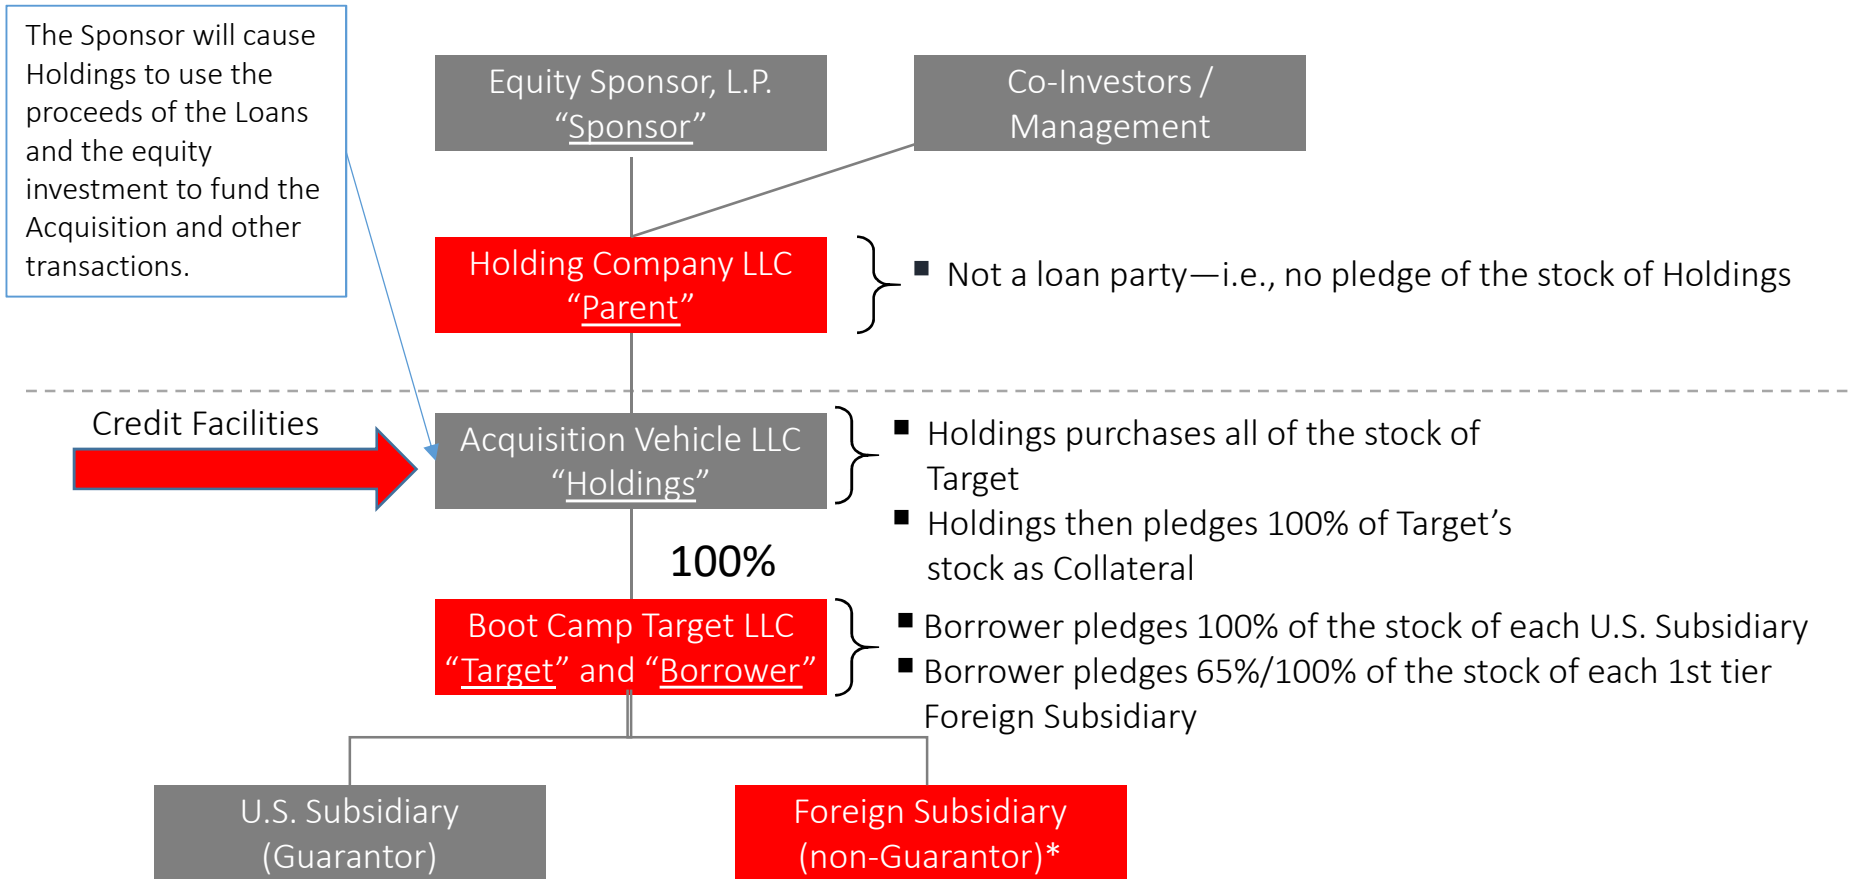 The Sponsor will cause
Holdings to use the
proceeds of the Loans
and the equity
investment to fund the
Acquisition and other
transactions.
Equity Sponsor, L.P.
“Sponsor”
Co-Investors /
Management
Holding Company LLC
“Parent”
■ Not a loan party—i.e., no pledge of the stock of Holdings
Credit Facilities
Acquisition Vehicle LLC
“Holdings”
■ Holdings purchases all of the stock of
Target
■ Holdings then pledges 100% of Target’s
stock as Collateral
100%
Boot Camp Target LLC
“Target” and “Borrower”
■ Borrower pledges 100% of the stock of each U.S. Subsidiary
■ Borrower pledges 65%/100% of the stock of each 1st tier
Foreign Subsidiary
U.S. Subsidiary
(Guarantor)
Foreign Subsidiary
(non-Guarantor)*